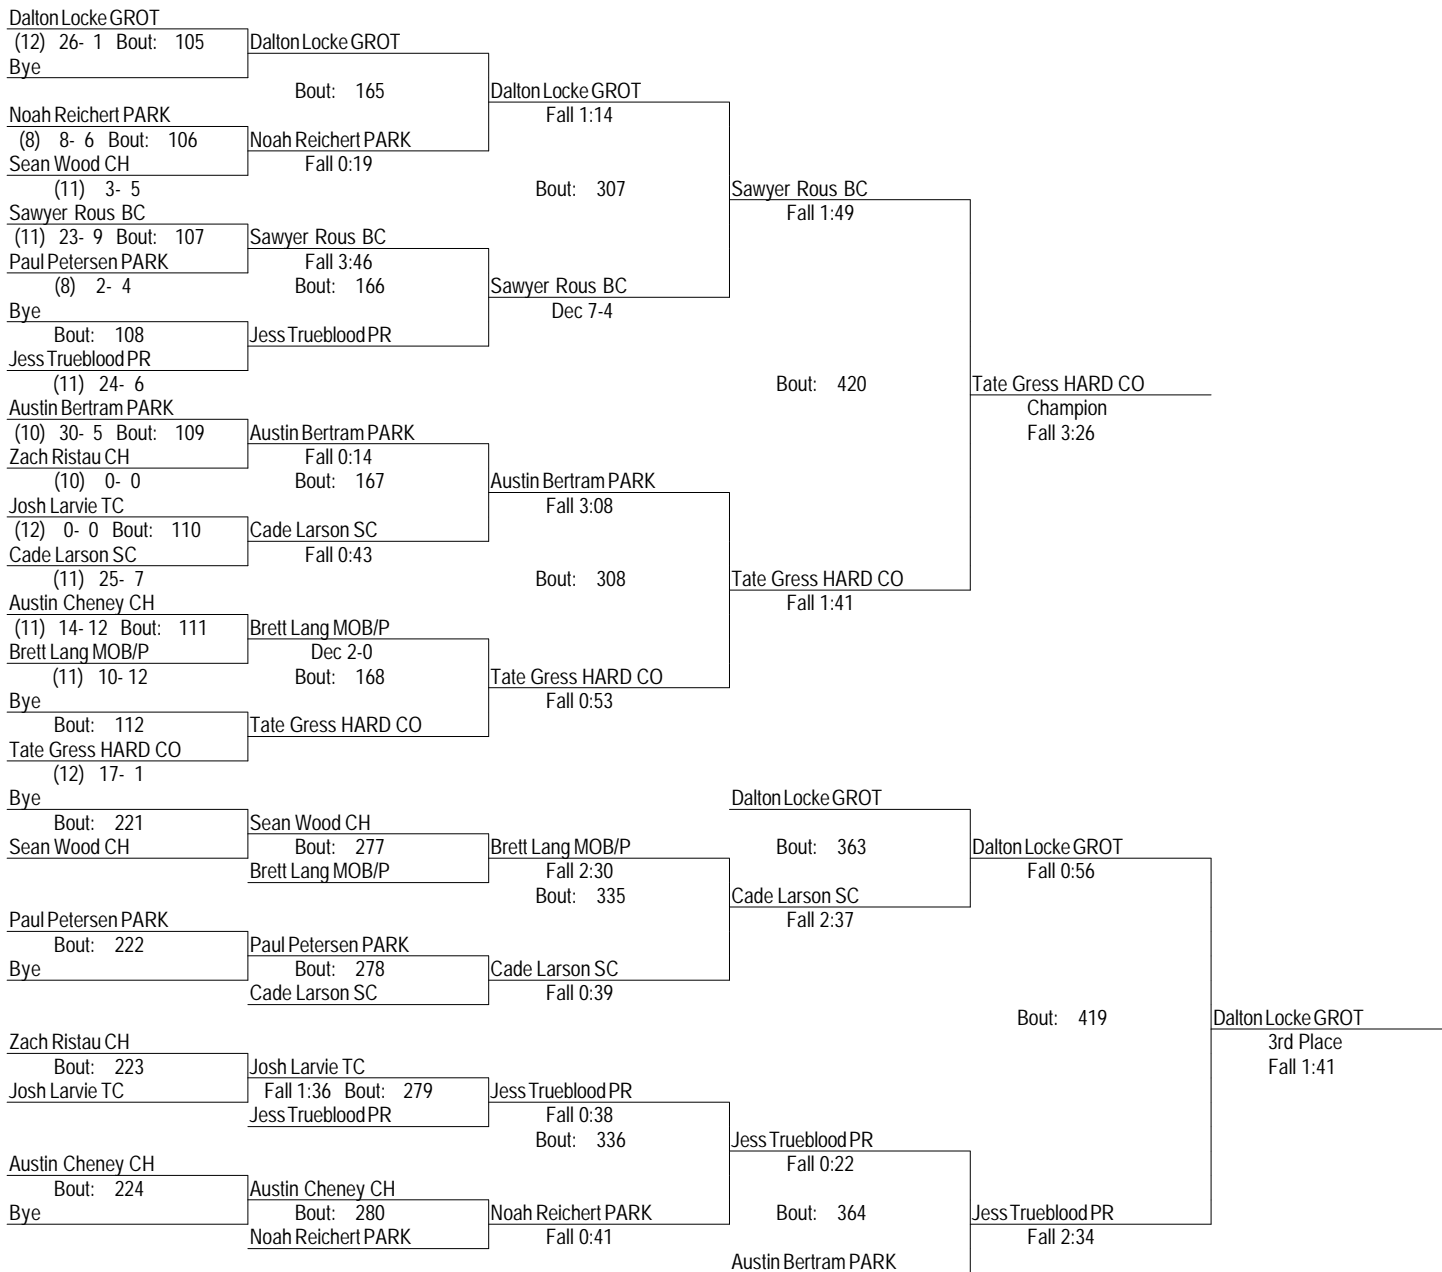 Dalton Locke GROT
(12) 26- 1 Bout: 105 Dalton Locke GROT
Bye
Bout: 165 Dalton Locke GROT
Noah Reichert PARK Fall 1:14
(8) 8- 6 Bout: 106 Noah Reichert PARK
Sean Wood CH Fall 0:19
(11) 3- 5 Bout: 307 Sawyer Rous BC
Sawyer Rous BC Fall 1:49
(11) 23- 9 Bout: 107 Sawyer Rous BC
Paul Petersen PARK Fall 3:46
(8) 2- 4 Bout: 166 Sawyer Rous BC
Bye Dec 7-4
Bout: 108 Jess Trueblood PR
Jess Trueblood PR
(11) 24- 6 Bout: 420 Tate Gress HARD CO
Austin Bertram PARK Champion
(10) 30- 5 Bout: 109 Austin Bertram PARK Fall 3:26
Zach Ristau CH Fall 0:14
(10) 0- 0 Bout: 167 Austin Bertram PARK
Josh Larvie TC Fall 3:08
(12) 0- 0 Bout: 110 Cade Larson SC
Cade Larson SC Fall 0:43
(11) 25- 7 Bout: 308 Tate Gress HARD CO
Austin Cheney CH Fall 1:41
(11) 14- 12 Bout: 111 Brett Lang MOB/P
Brett Lang MOB/P Dec 2-0
(11) 10- 12 Bout: 168 Tate Gress HARD CO
Bye Fall 0:53
Bout: 112 Tate Gress HARD CO
Tate Gress HARD CO
(12) 17- 1
Bye Dalton Locke GROT
Bout: 221 Sean Wood CH
Sean Wood CH Bout: 277 Brett Lang MOB/P Bout: 363 Dalton Locke GROT
Brett Lang MOB/P Fall 2:30 Fall 0:56
Bout: 335 Cade Larson SC
Paul Petersen PARK Fall 2:37
Bout: 222 Paul Petersen PARK
Bye Bout: 278 Cade Larson SC
Cade Larson SC Fall 0:39
Bout: 419 Dalton Locke GROT
Zach Ristau CH 3rd Place
Bout: 223 Josh Larvie TC Fall 1:41
Josh Larvie TC Fall 1:36 Bout: 279 Jess Trueblood PR
Jess Trueblood PR Fall 0:38
Bout: 336 Jess Trueblood PR
Austin Cheney CH Fall 0:22
Bout: 224 Austin Cheney CH
Bye Bout: 280 Noah Reichert PARK Bout: 364 Jess Trueblood PR
Noah Reichert PARK Fall 0:41 Fall 2:34
Austin Bertram PARK